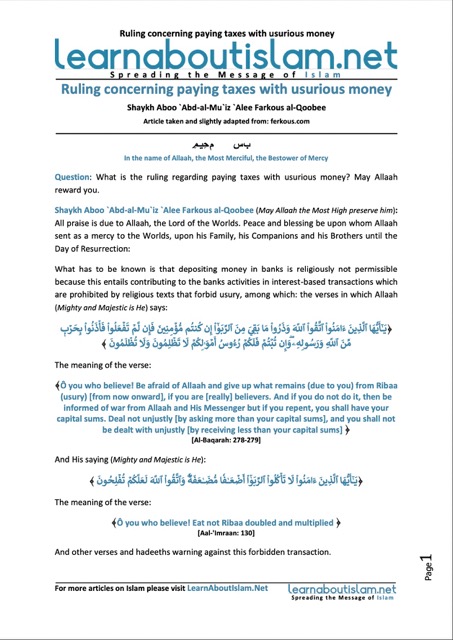 Ruling concerning paying taxes with usurious money
learnaboutislam.net
Spreading the Message of Islam
Ruling concerning paying taxes with usurious money
Shaykh Aboo `Abd-al-Mu`iz `Alee Farkous al-Qoobee
Article taken and slightly adapted from: ferkous.com
In the name of Allaah, the Most Merciful, the Bestower of Mercy
Question: What is the ruling regarding paying taxes with usurious money? May Allaah
reward you.
Shaykh Aboo `Abd-al-Mu`iz `Alee Farkous al-Qoobee (May Allaah the Most High preserve him):
All praise is due to Allaah, the Lord of the Worlds. Peace and blessing be upon whom Allaah
sent as a mercy to the Worlds, upon his Family, his Companions and his Brothers until the
Day of Resurrection:
What has to be known is that depositing money in banks is religiously not permissible
because this entails contributing to the banks activities in interest-based transactions which
are prohibited by religious texts that forbid usury, among which: the verses in which Allaah
(Mighty and Majestic is He) says:
﴿يَـٰٓأَيُّهَا ٱلَّذِينَ ءَامَنُوا۟ ٱتَّقُوا۟ ٱللَّهَ وَذَرُوا۟ مَا بَقِىَ مِنَ ٱلرِّبَوٰٓا۟ إِن كُنتُم مُّؤْمِنِينَ فَإِن لَّمْ تَفْعَلُوا۟ فَأْذَنُوا۟ بِحَرْبٍ
مِّنَ ٱللَّهِ وَرَسُولِهِۦ وَإِن تُبْتُمْ فَلَكُمْ رُءُوسُ أَمْوَٰلِكُمْ لَا تَظْلِمُونَ وَلَا تُظْلَمُونَ﴾
The meaning of the verse:
﴾Ô you who believe! Be afraid of Allaah and give up what remains (due to you) from Ribaa
(usury) [from now onward], if you are [really] believers. And if you do not do it, then be
informed of war from Allaah and His Messenger but if you repent, you shall have your
capital sums. Deal not unjustly [by asking more than your capital sums], and you shall not
be dealt with unjustly [by receiving less than your capital sums] ﴿
[Al-Baqarah: 278-279]
And His saying (Mighty and Majestic is He):
﴿يَـٰٓأَيُّهَا ٱلَّذِينَ ءَامَنُوا۟ لَا تَأْكُلُوا۟ ٱلرِّبَوٰٓا۟ أَضْعَـٰفًا مُّضَـٰعَفَةً وَٱتَّقُوا۟ ٱللَّهَ لَعَلَّكُمْ تُفْلِحُونَ﴾
The meaning of the verse:
﴾Ô you who believe! Eat not Ribaa doubled and multiplied ﴿
[Aal-'Imraan: 130]
And other verses and hadeeths warning against this forbidden transaction.
Page 1
For more articles on Islam please visit LearnAboutIslam.Net
learnaboutislam.net
Spreading the Message of Islam